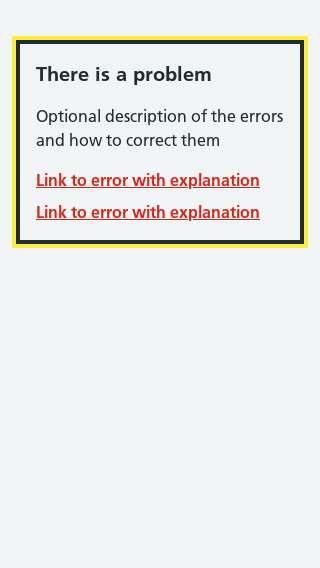 There is a problem
Optional description of the errors
and how to correct them
Link to error with explanation
Link to error with explanation